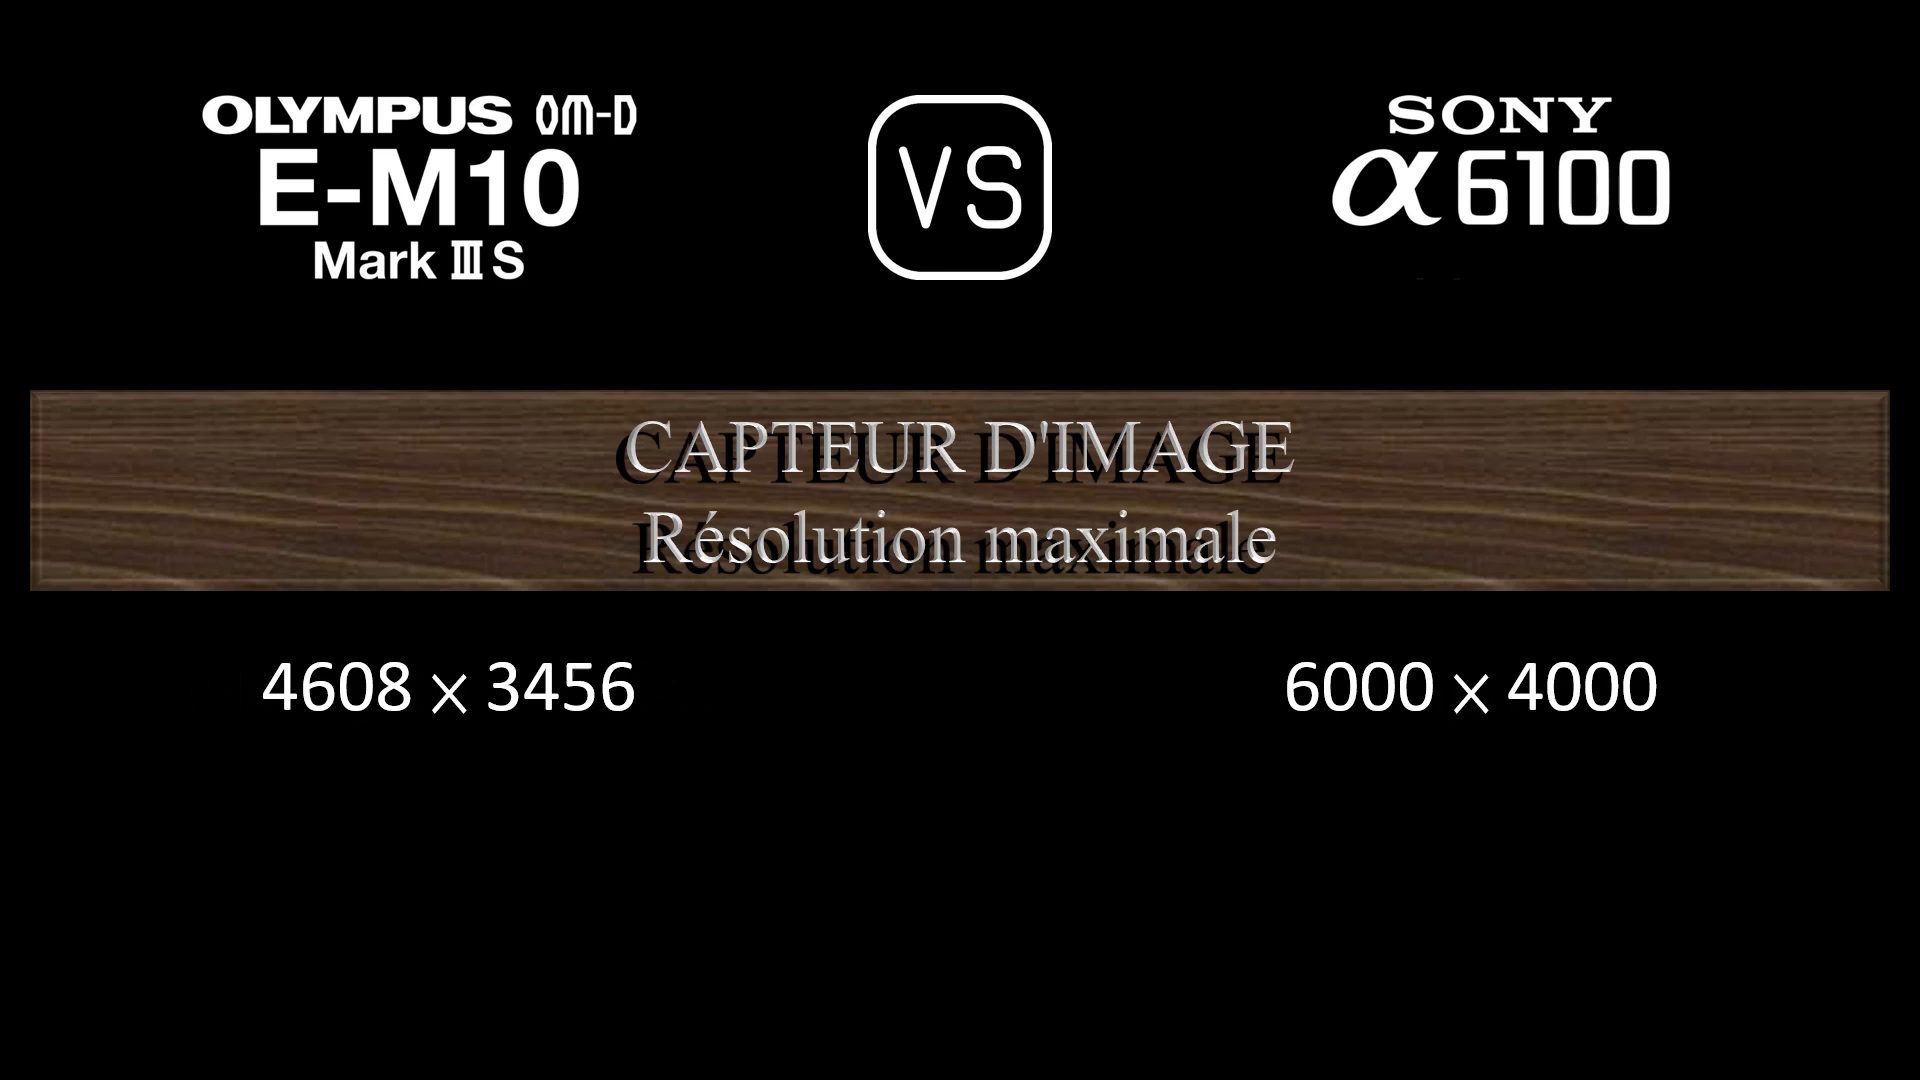 OLYMPUS OM-D
E-M10
Mark III S
VS
SONY
α6100
CAPTEUR D'IMAGE
Résolution maximale
4608 x 3456
6000 x 4000